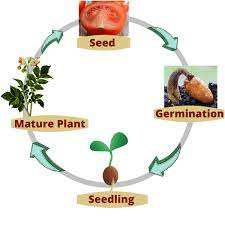 Seed
Germination
Mature Plant
Seedling